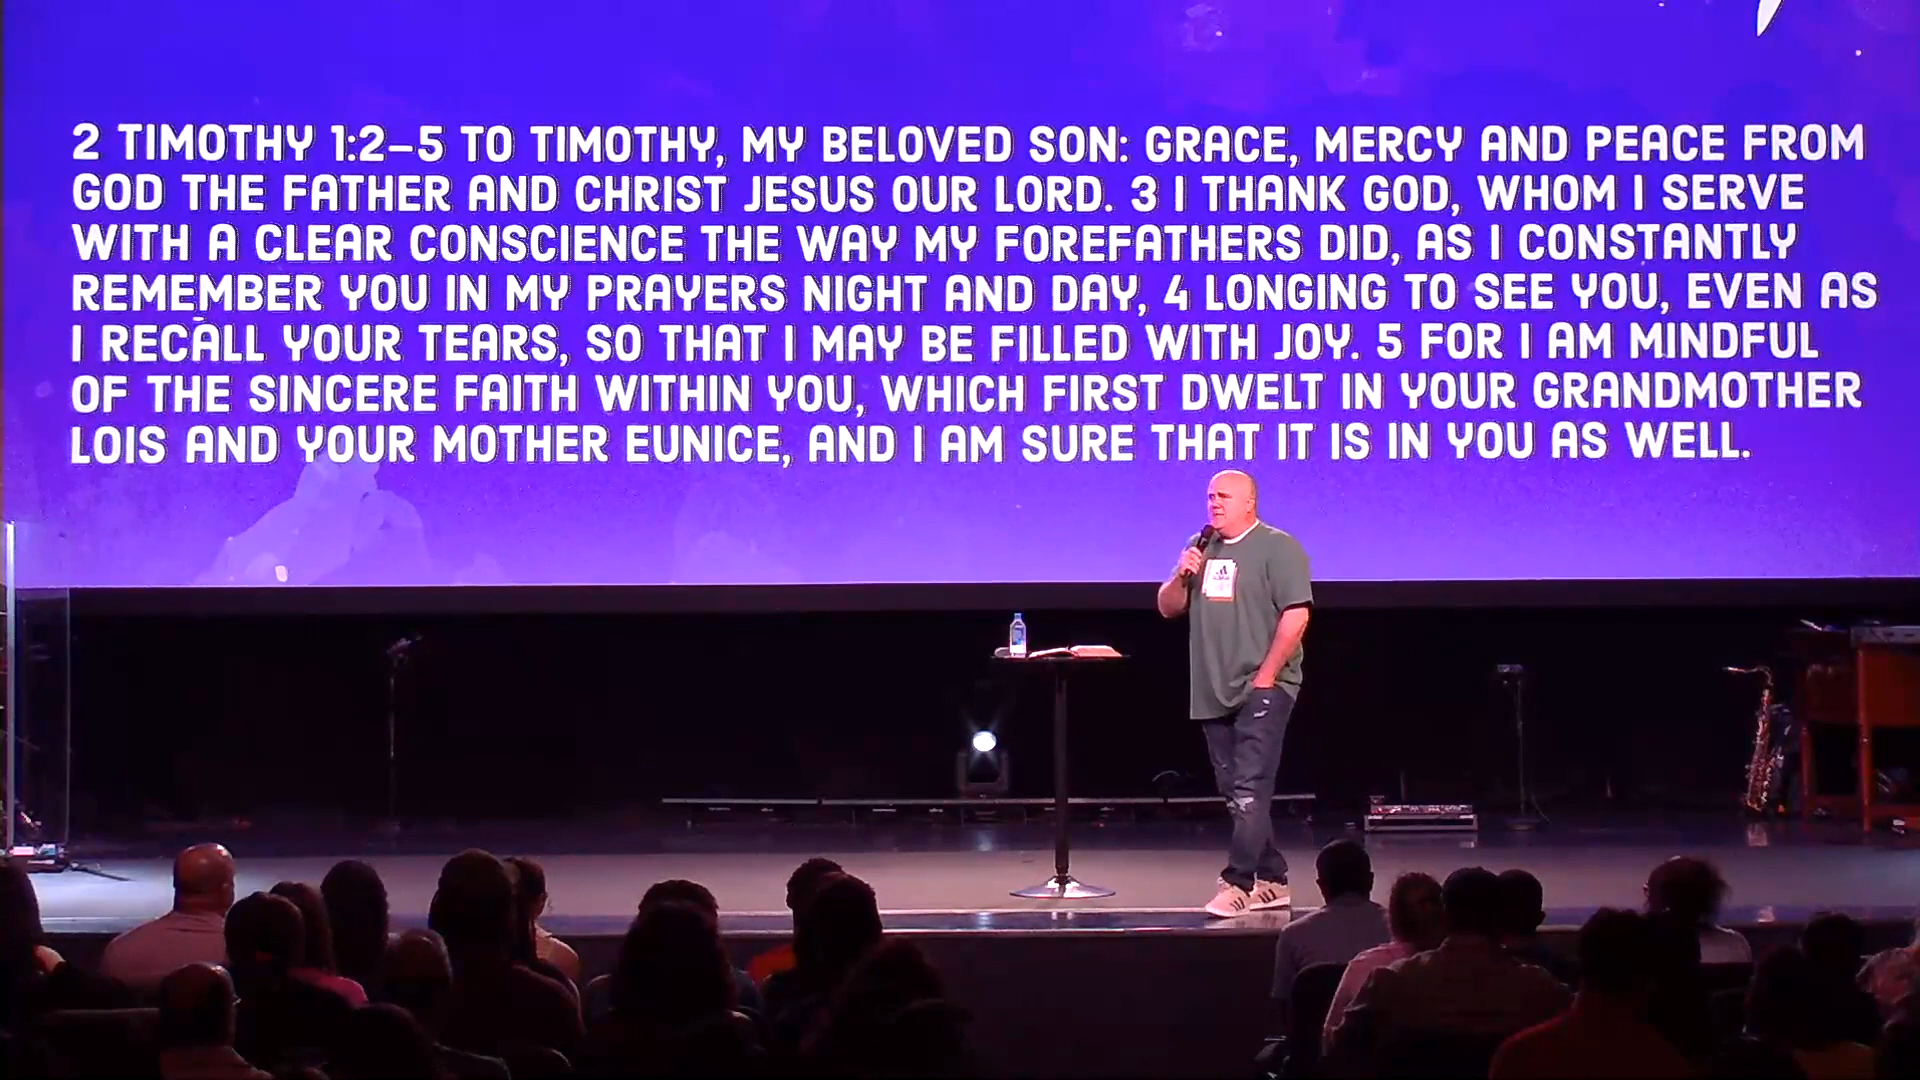 2 TIMOTHY 1:2–5 TO TIMOTHY, MY BELOVED SON: GRACE, MERCY AND PEACE FROM
GOD THE FATHER AND CHRIST JESUS OUR LORD. 3 I THANK GOD, WHOM I SERVE
WITH A CLEAR CONSCIENCE THE WAY MY FOREFATHERS DID, AS I CONSTANTLY
REMEMBER YOU IN MY PRAYERS NIGHT AND DAY, 4 LONGING TO SEE YOU, EVEN AS
I RECALL YOUR TEARS, SO THAT I MAY BE FILLED WITH JOY. 5 FOR I AM MINDFUL
OF THE SINCERE FAITH WITHIN YOU, WHICH FIRST DWELT IN YOUR GRANDMOTHER
LOIS AND YOUR MOTHER EUNICE, AND I AM SURE THAT IT IS IN YOU AS WELL.